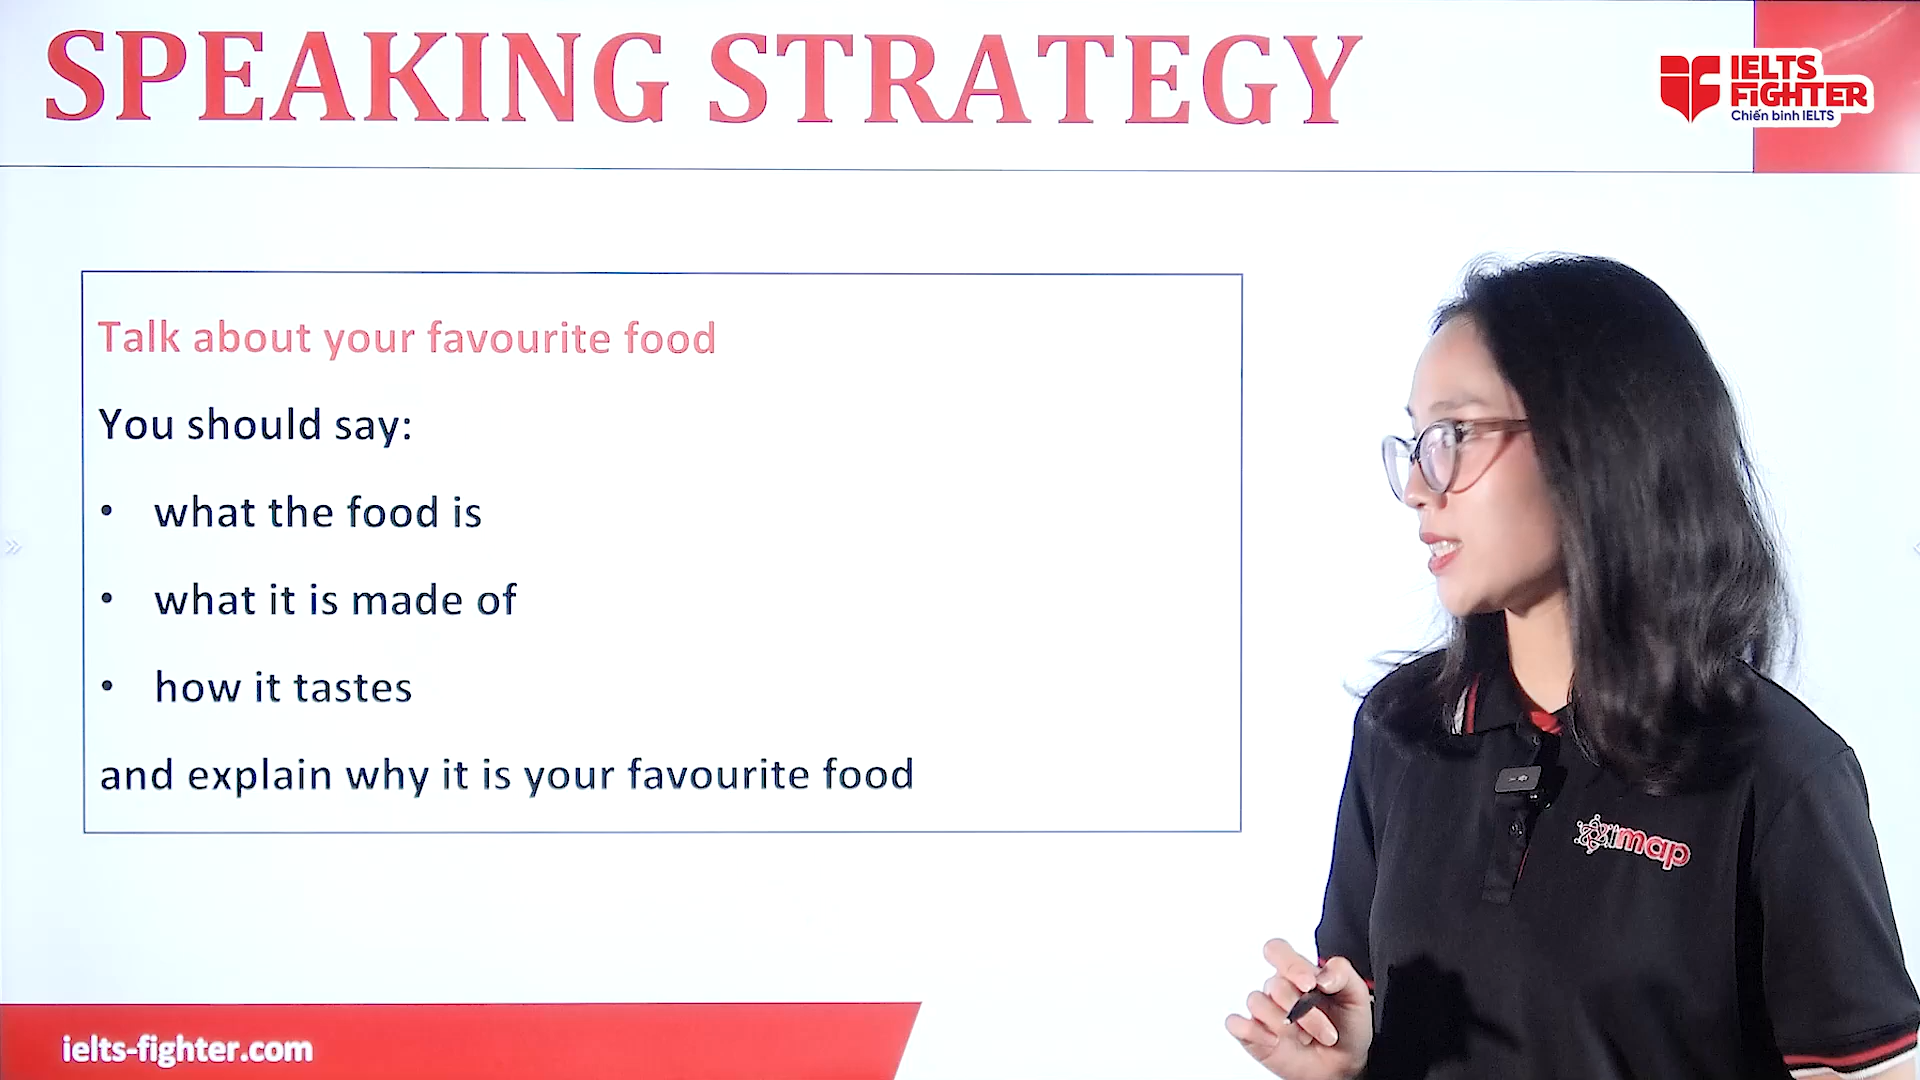 SPEAKING STRATEGY
IELTS
FiGHTER
Chiến binh IELTS
Talk about your favourite food
You should say:
• what the food is
• what it is made of
• how it tastes
and explain why it is your favourite food
imap
ielts-fighter.com